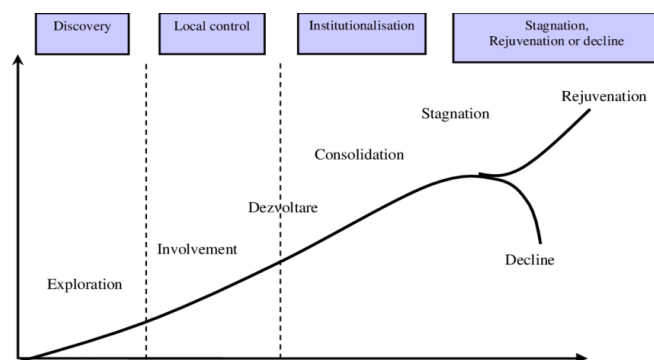 Discovery
Local control
Institutionalisation
Stagnation,
Rejuvenation or decline
Rejuvenation
Stagnation
Consolidation
Dezvoltare
Involvement
Decline
Exploration